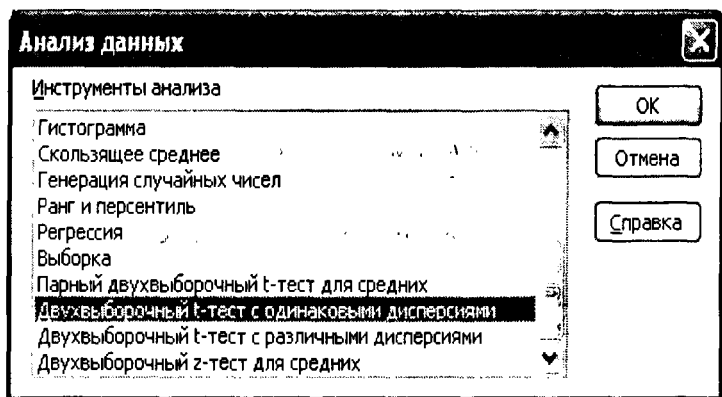 Анализ данных
Инструменты анализа
Гистограмма
Скользящее среднее
Генерация случайных чисел
Ранг и персентиль
Регрессия
Выборка
Парный двухвыборочный t-тест для средних
Двухвыборочный t-тест с одинаковыми дисперсиями
Двухвыборочный t-тест с различными дисперсиями
Двухвыборочный z-тест для средних
ОК
Отмена
Справка